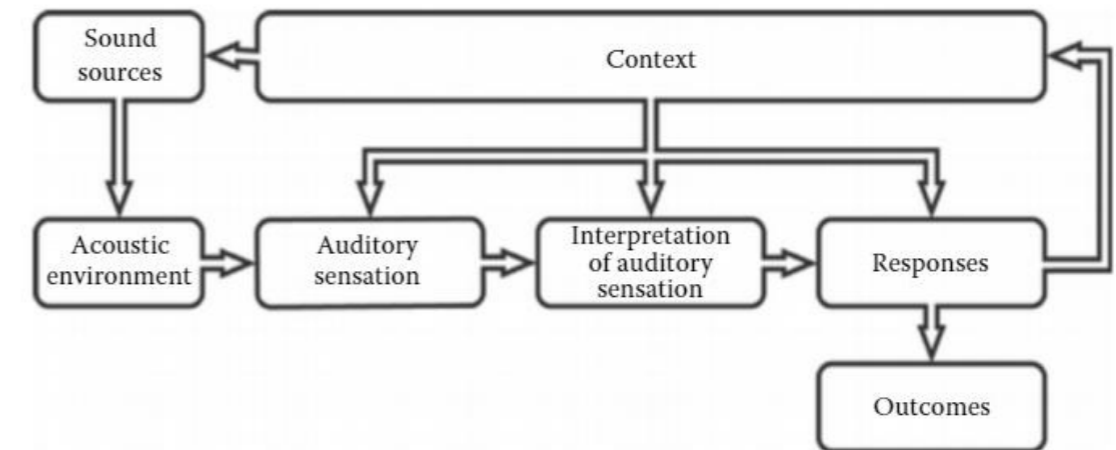 Sound
sources
Context
Acoustic
environment
Auditory
sensation
Interpretation
of auditory
sensation
Responses
Outcomes